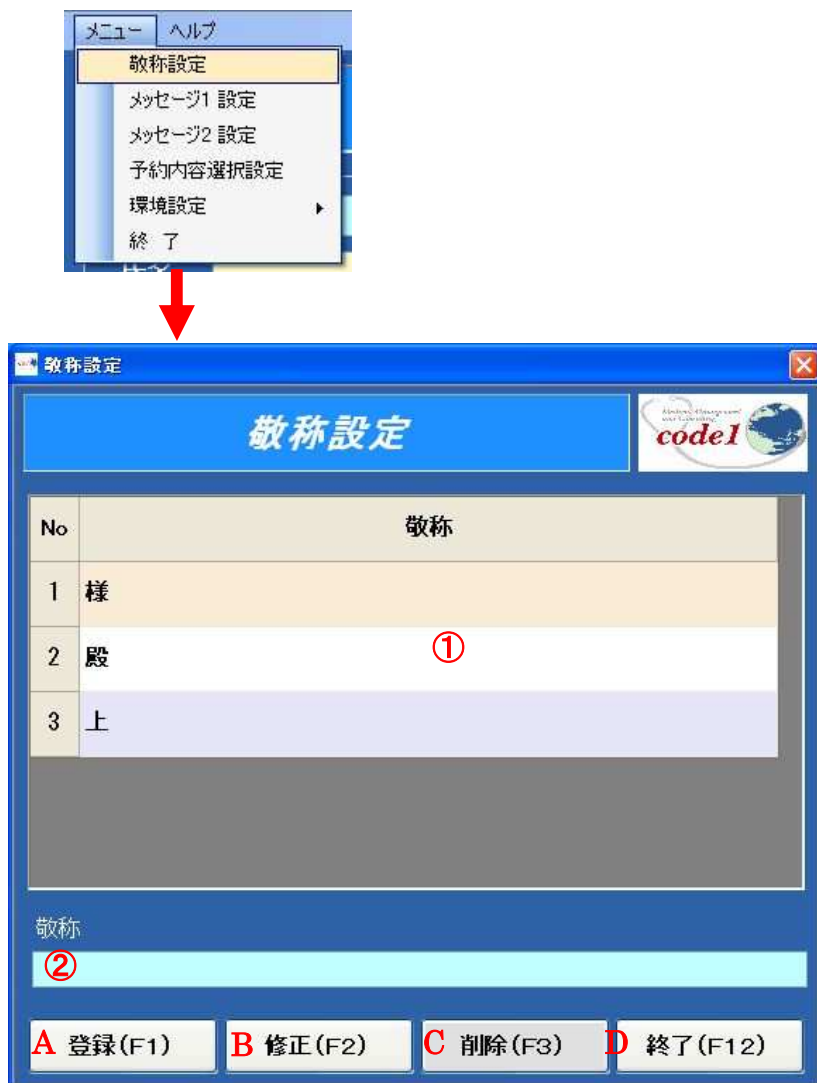 メニュー ヘルプ
敬称設定
メッセージ1 設定
メッセージ2 設定
予約内容選択設定
環境設定
終 了
敬称設定
敬称設定
code1
No 敬称
1 様
2 殿 ①
3 上
敬称
②
A 登録(F1) B 修正(F2) C 削除(F3) D 終了(F12)